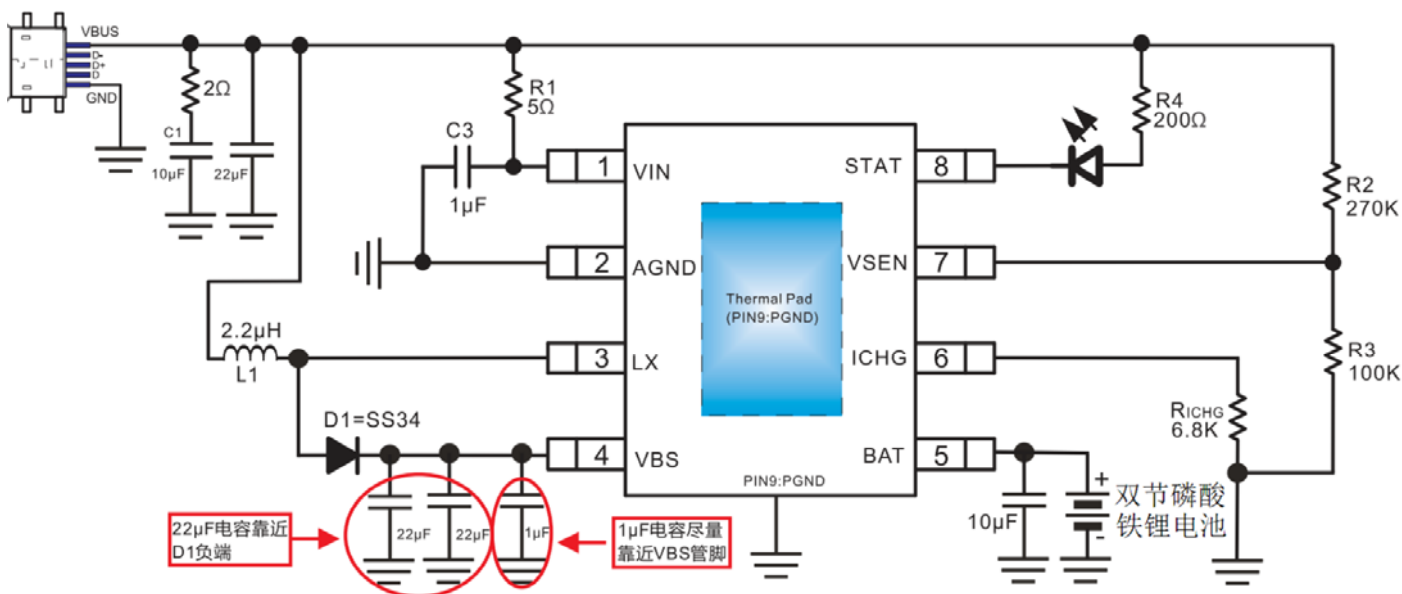 VBUS
D-
D+
D
GND
2Ω
C1
10μF
22μF
R1
5Ω
C3
1μF
R4
200Ω
1
VIN
STAT
8
R2
270K
2
AGND
VSEN
7
Thermal Pad
(PIN9:PGND)
2.2μH
L1
3
LX
ICHG
6
R3
100K
D1=SS34
RICHG
6.8K
4
VBS
BAT
5
PIN9:PGND
+
-
双节磷酸
铁锂电池
10μF
22μF电容靠近
D1负端
22μF
22μF
1μF
1μF电容尽量
靠近VBS管脚
PIN9:PGND